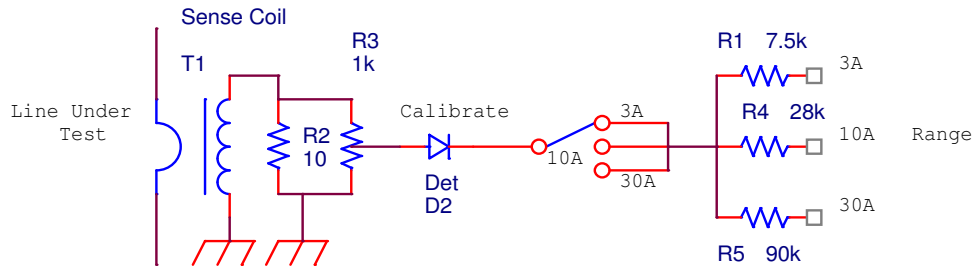 Sense Coil
T1
Line Under
Test
R2
10
R3
1k
Calibrate
Det
D2
3A
10A
30A
R1 7.5k
3A
R4 28k
10A
Range
30A
R5 90k